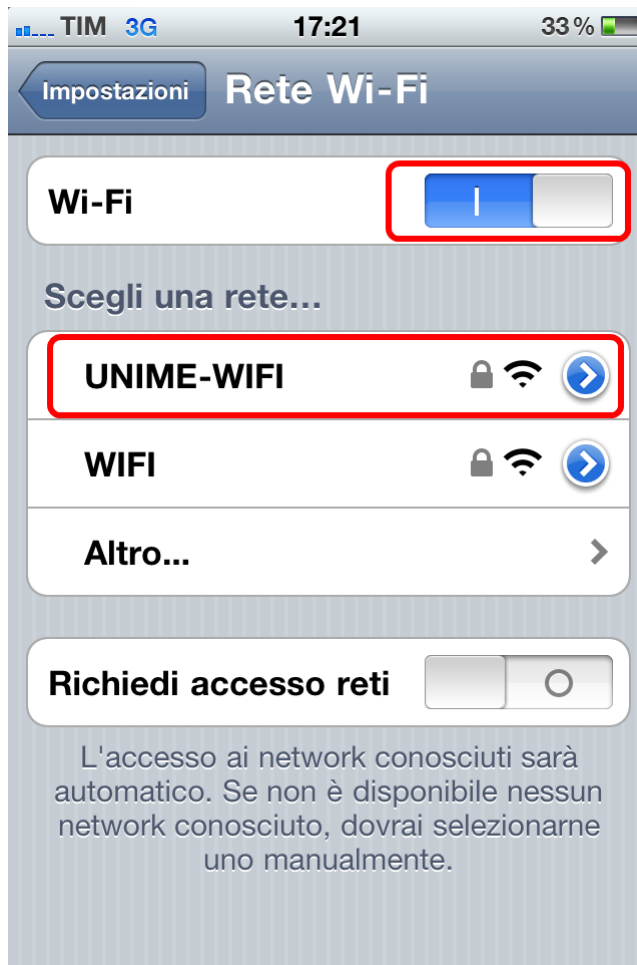 TIM 3G 17:21 33 %
Impostazioni Rete Wi-Fi
Wi-Fi
Scegli una rete...
UNIME-WIFI
WIFI
Altro...
Richiedi accesso reti
L'accesso ai network conosciuti sarà
automatico. Se non è disponibile nessun
network conosciuto, dovrai selezionarne
uno manualmente.